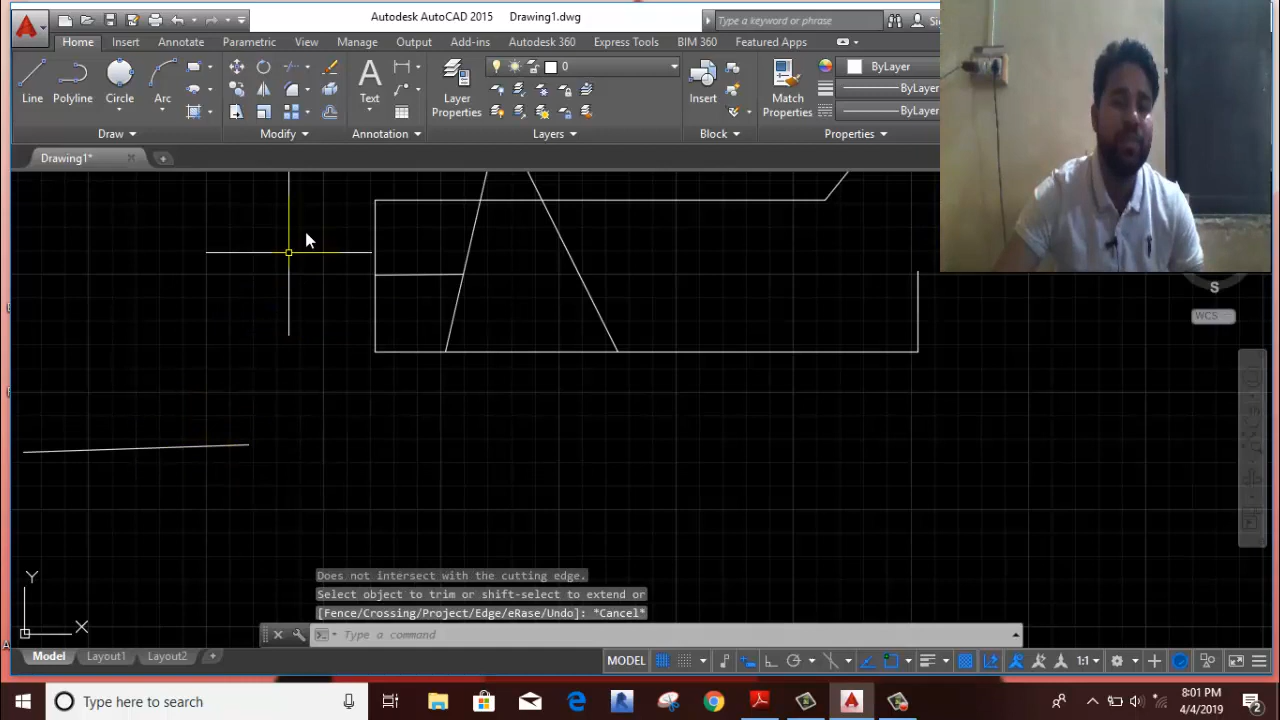 Autodesk AutoCAD 2015 Drawing1.dwg
Type a keyword or phrase
Home Insert Annotate Parametric View Manage Output Add-ins Autodesk 360 Express Tools BIM 360 Featured Apps
0
ByLayer
ByLayer
ByLayer
Line Polyline Circle Arc
Text
Layer
Properties
Insert
Match
Properties
Draw Modify Annotation Layers Block Properties
Drawing1*
S
WCS
Does not intersect with the cutting edge.
Select object to trim or shift-select to extend or
[Fence/Crossing/Project/Edge/eRase/Undo]: *Cancel*
Type a command
Y
X
Model Layout1 Layout2
MODEL
1:1
Type here to search
8:01 PM
4/4/2019
2